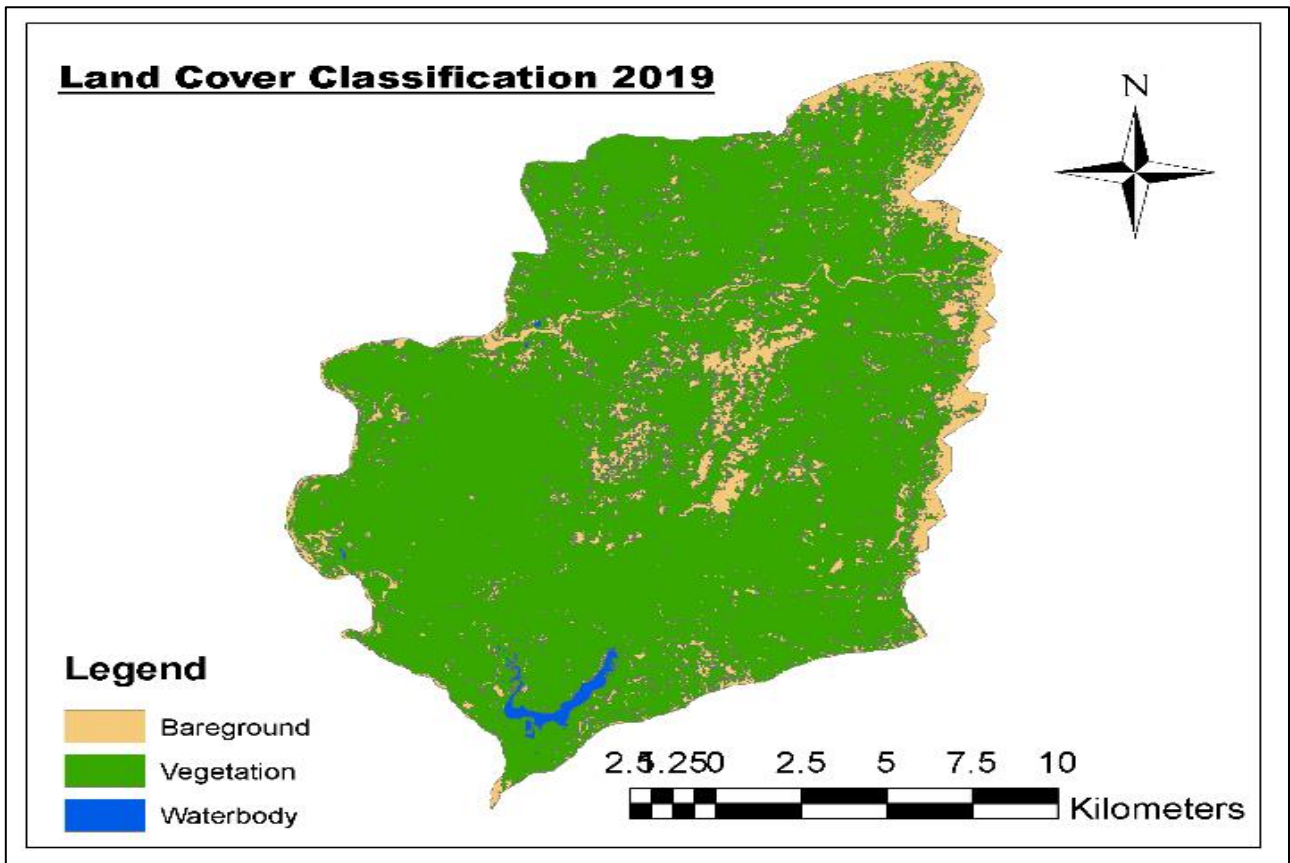 Land Cover Classification 2019
N
Legend
Bareground
Vegetation
Waterbody
2.5 1.25 0 2.5 5 7.5 10
Kilometers